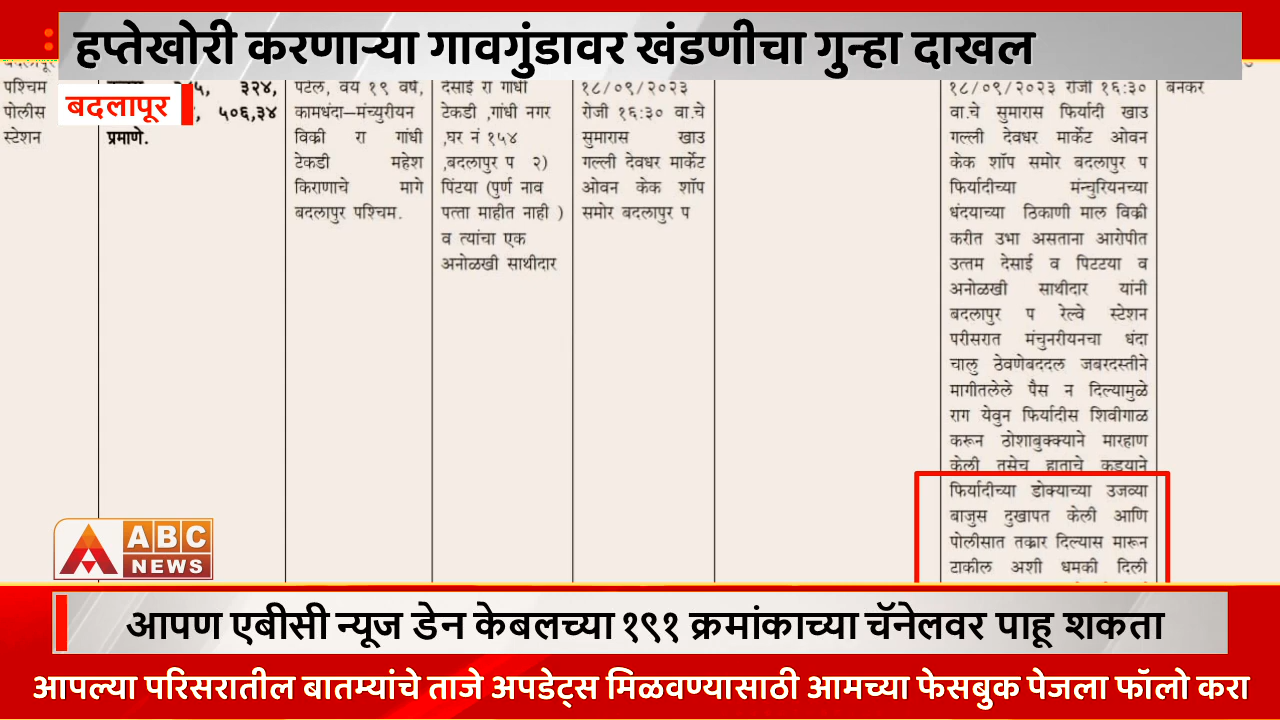 हप्तेखोरी करणाऱ्या गावगुंडावर खंडणीचा गुन्हा दाखल
बदलापूर
पश्चिम
पोलीस
स्टेशन
३२४,
५०६,३४
प्रमाणे.
पटेल, वय १९ वर्ष,
कामधंदा–मंच्युरीयन
विक्री रा गांधी
टेकडी महेश
किराणाचे मागे
बदलापुर पश्चिम.
देसाई रा गांधी
टेकडी ,गांधी नगर
,घर नं १५४
,बदलापुर प २)
पिंटया (पुर्ण नाव
पत्ता माहीत नाही )
व त्यांचा एक
अनोळखी साथीदार
१८/०९/२०२३
रोजी १६:३० वा.चे
सुमारास खाउ
गल्ली देवधर मार्केट
ओवन केक शॉप
समोर बदलापुर प
१८/०९/२०२३ रोजी १६:३०
वा.चे सुमारास फिर्यादी खाउ
गल्ली देवधर मार्केट ओवन
केक शॉप समोर बदलापुर प
फिर्यादीच्या मंन्चुरियनच्या
धंदयाच्या ठिकाणी माल विक्री
करीत उभा असताना आरोपीत
उत्तम देसाई व पिटटया व
अनोळखी साथीदार यांनी
बदलापुर प रेल्वे स्टेशन
परीसरात मंचुनरीयनचा धंदा
चालु ठेवणेबददल जबरदस्तीने
मागीतलेले पैस न दिल्यामुळे
राग येवुन फिर्यादीस शिवीगाळ
करून ठोशाबुक्क्याने मारहाण
केली तसेच हाताचे कडयाने
फिर्यादीच्या डोक्याच्या उजव्या
बाजुस दुखापत केली आणि
पोलीसात तक्रार दिल्यास मारून
टाकील अशी धमकी दिली
बनकर
ABC
NEWS
आपण एबीसी न्यूज डेन केबलच्या १९१ क्रमांकाच्या चॅनेलवर पाहू शकता
आपल्या परिसरातील बातम्यांचे ताजे अपडेट्स मिळवण्यासाठी आमच्या फेसबुक पेजला फॉलो करा